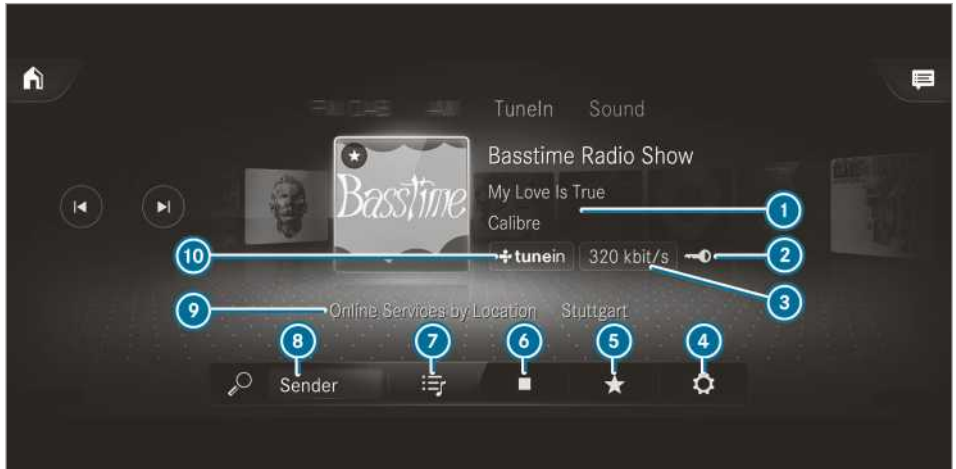 TuneIn Sound
Basstime Radio Show
Basstime
My Love Is True
1
Calibre
10
tunein
320 kbit/s
2
3
9
Online Services by Location Stuttgart
8
7
6
5
4
Sender